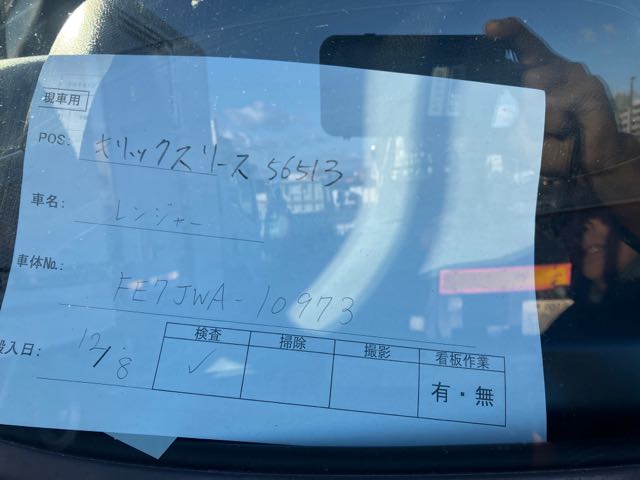 現車用
POS: オリックスリース 56513
車名: レンジャー
車体No.: FE7JWA-10973
搬入日: 12/8
検査 掃除 撮影 看板作業
✓ 有・無